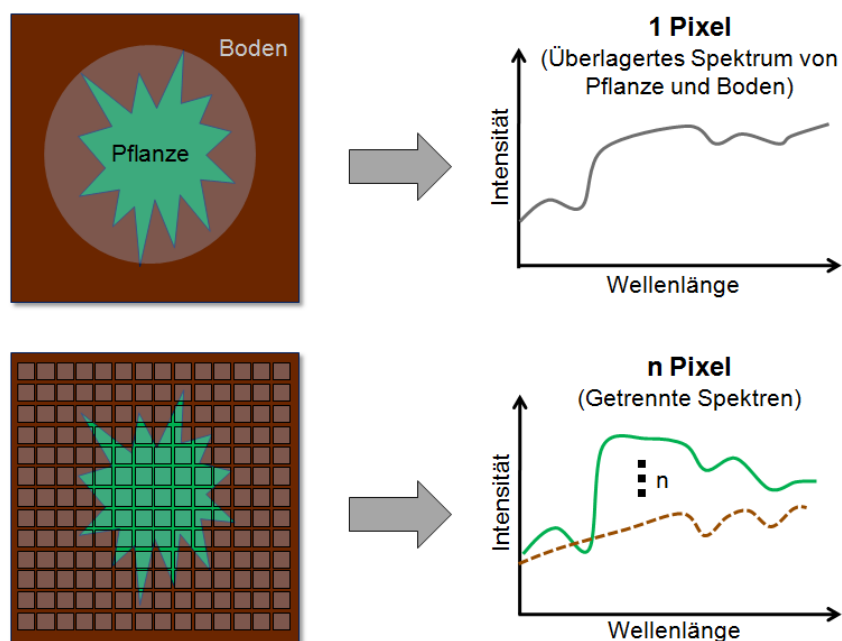 Boden
Pflanze
1 Pixel
(Überlagertes Spektrum von
Pflanze und Boden)
Intensität
Wellenlänge
n Pixel
(Getrennte Spektren)
Intensität
n
Wellenlänge